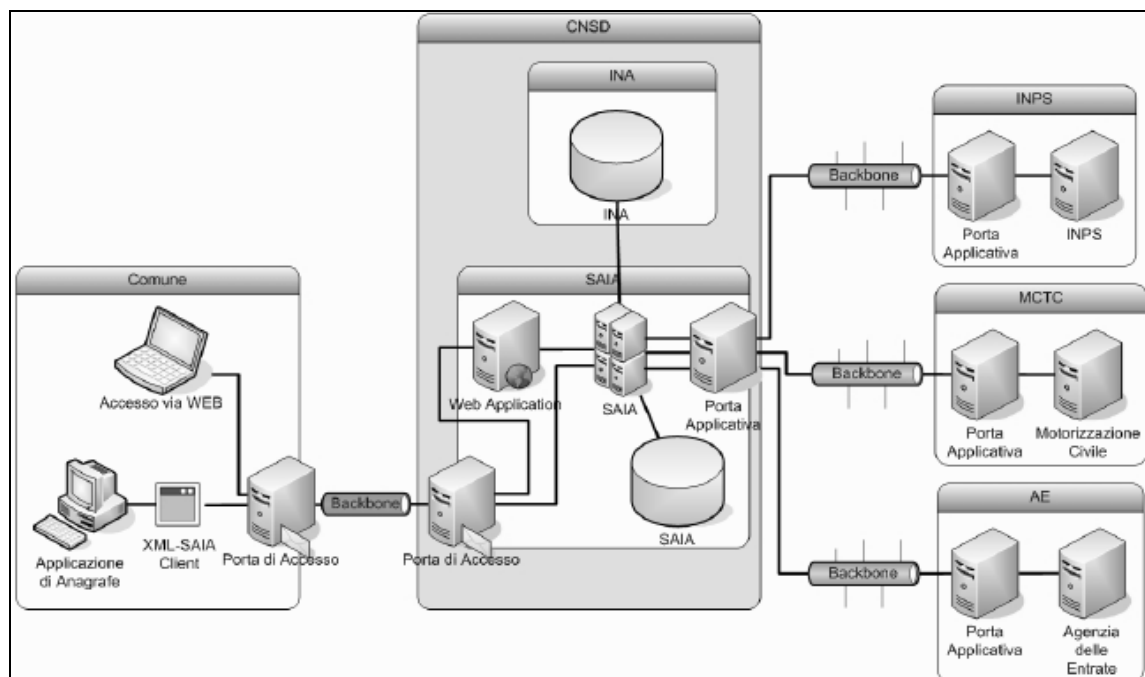 CNSD
INA
INA
INPS
Backbone
Porta
Applicativa
INPS
Comune
Accesso via WEB
Applicazione
di Anagrafe
XML-SAIA
Client
Porta di Accesso
Backbone
SAIA
Web Application
SAIA
Porta
Applicativa
Porta di Accesso
SAIA
MCTC
Backbone
Porta
Applicativa
Motorizzazione
Civile
AE
Backbone
Porta
Applicativa
Agenzia
delle
Entrate